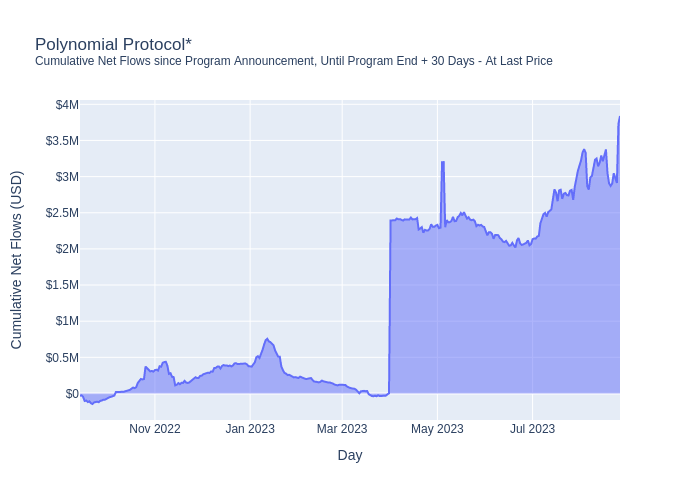 Polynomial Protocol*
Cumulative Net Flows since Program Announcement, Until Program End + 30 Days - At Last Price
Cumulative Net Flows (USD)
$4M
$3.5M
$3M
$2.5M
$2M
$1.5M
$1M
$0.5M
$0
Nov 2022
Jan 2023
Mar 2023
May 2023
Jul 2023
Day